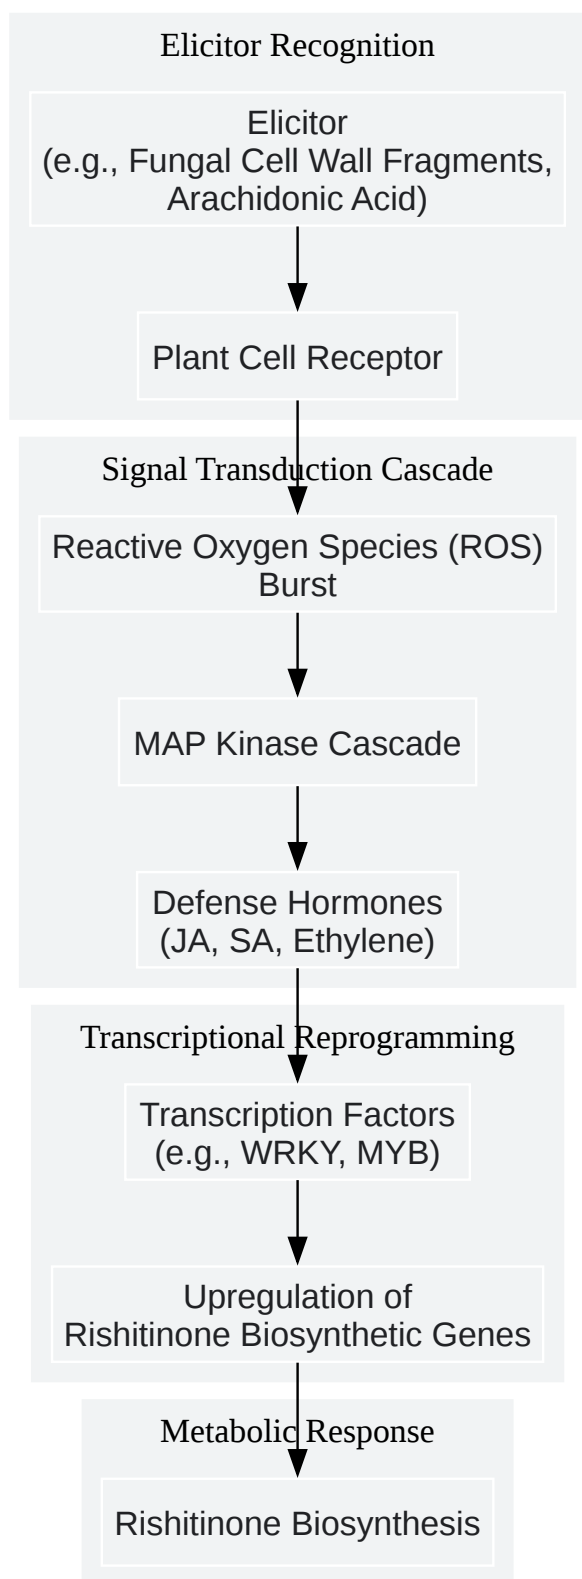 Elicitor Recognition
Elicitor
(e.g., Fungal Cell Wall Fragments,
Arachidonic Acid)
Plant Cell Receptor
Signal Transduction Cascade
Reactive Oxygen Species (ROS)
Burst
MAP Kinase Cascade
Defense Hormones
(JA, SA, Ethylene)
Transcriptional Reprogramming
Transcription Factors
(e.g., WRKY, MYB)
Upregulation of
Rishitinone Biosynthetic Genes
Metabolic Response
Rishitinone Biosynthesis